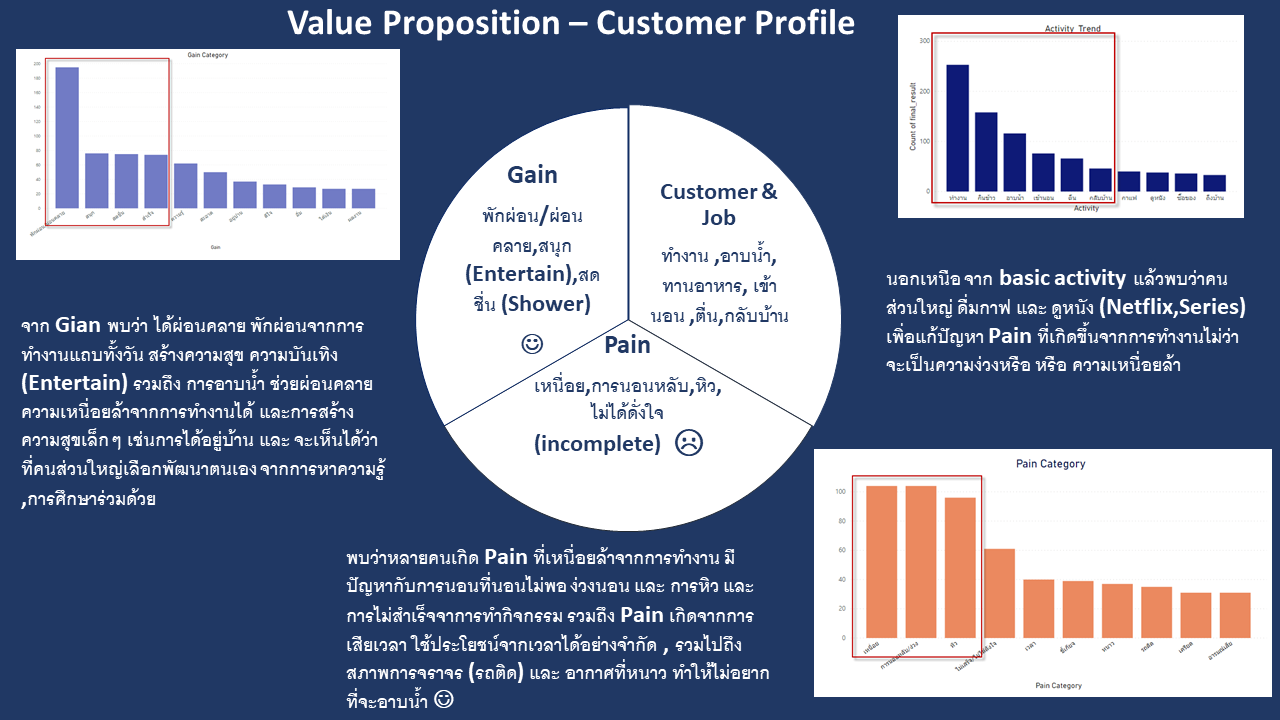 Value Proposition – Customer Profile
Gain Category
200
180
160
140
120
100
80
60
40
20
0
สนุก
สดชื่น
สำเร็จ
ความรู้
สะอาด
อยู่บ้าน
ดีใจ
อิ่ม
Gain
Activity Trend
Count of final_result
300
200
100
0
ทำงาน
กินข้าว
อาบน้ำ
เข้านอน
ตื่น
กลับบ้าน
กาแฟ
ดูหนัง
ซื้อของ
ถึงบ้าน
Activity
Gain
พักผ่อน/ผ่อน
คลาย,สนุก
(Entertain),สด
ชื่น (Shower)
☺
Customer &
Job
ทำงาน ,อาบน้ำ,
ทานอาหาร, เข้า
นอน ,ตื่น,กลับบ้าน
Pain
เหนื่อย,การนอนหลับ,หิว,
ไม่ได้ดั่งใจ
(incomplete) ☹
จาก Gian พบว่า ได้ผ่อนคลาย พักผ่อนจากการ
ทำงานแถบทั้งวัน สร้างความสุข ความบันเทิง
(Entertain) รวมถึง การอาบน้ำ ช่วยผ่อนคลาย
ความเหนื่อยล้าจากการทำงานได้ และการสร้าง
ความสุขเล็ก ๆ เช่นการได้อยู่บ้าน และ จะเห็นได้ว่า
ที่คนส่วนใหญ่เลือกพัฒนาตนเอง จากการหาความรู้
,การศึกษาร่วมด้วย
นอกเหนือ จาก basic activity แล้วพบว่าคน
ส่วนใหญ่ ดื่มกาฟ และ ดูหนัง (Netflix,Series)
เพื่อแก้ปัญหา Pain ที่เกิดขึ้นจากการทำงานไม่ว่า
จะเป็นความง่วงหรือ หรือ ความเหนื่อยล้า
พบว่าหลายคนเกิด Pain ที่เหนื่อยล้าจากการทำงาน มี
ปัญหากับการนอนที่นอนไม่พอ ง่วงนอน และ การหิว และ
การไม่สำเร็จจาการทำกิจกรรม รวมถึง Pain เกิดจากการ
เสียเวลา ใช้ประโยชน์จากเวลาได้อย่างจำกัด , รวมไปถึง
สภาพการจราจร (รถติด) และ อากาศที่หนาว ทำให้ไม่อยาก
ที่จะอาบน้ำ ☺
Pain Category
100
80
60
40
20
0
เหนื่อย
การนอนหลับ/ง่วง
หิว
เวลา
ขี้เกียจ
หนาว
รถติด
เครียด
อารมณ์เสีย
Pain Category